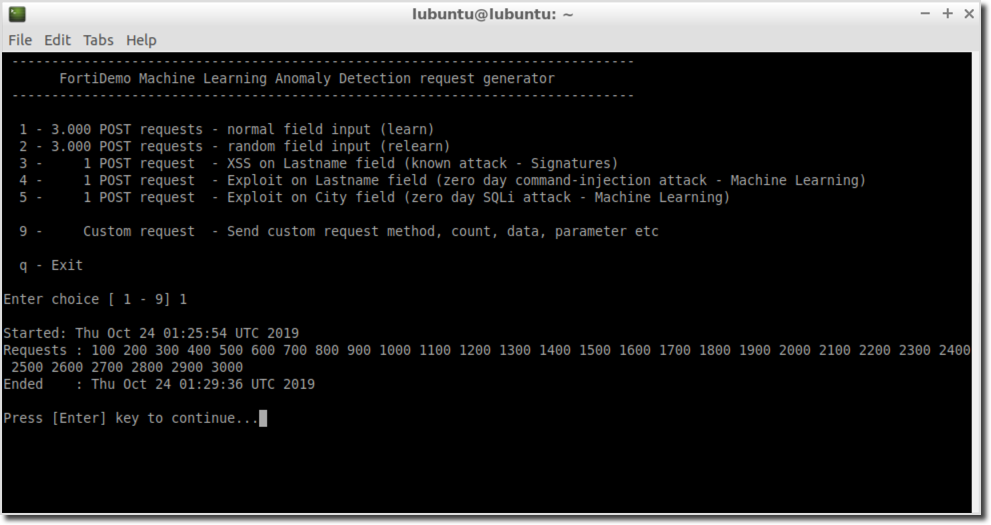 lubuntu@lubuntu: ~
File Edit Tabs Help
-------------------------------------------------------------------------------
FortiDemo Machine Learning Anomaly Detection request generator
-------------------------------------------------------------------------------
1 - 3.000 POST requests - normal field input (learn)
2 - 3.000 POST requests - random field input (relearn)
3 -     1 POST request  - XSS on Lastname field (known attack - Signatures)
4 -     1 POST request  - Exploit on Lastname field (zero day command-injection attack - Machine Learning)
5 -     1 POST request  - Exploit on City field (zero day SQLi attack - Machine Learning)
9 -     Custom request  - Send custom request method, count, data, parameter etc
q - Exit
Enter choice [ 1 - 9] 1
Started: Thu Oct 24 01:25:54 UTC 2019
Requests : 100 200 300 400 500 600 700 800 900 1000 1100 1200 1300 1400 1500 1600 1700 1800 1900 2000 2100 2200 2300 2400
2500 2600 2700 2800 2900 3000
Ended    : Thu Oct 24 01:29:36 UTC 2019
Press [Enter] key to continue...